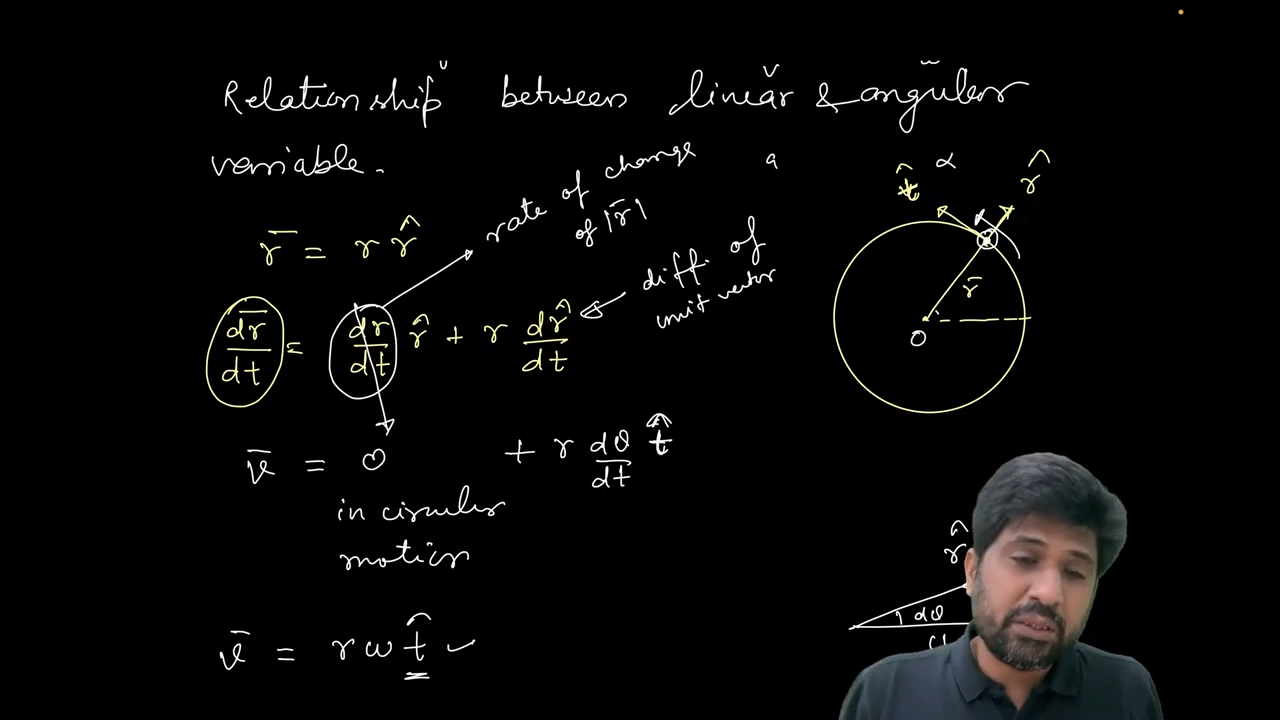 Relationship between linear & angular
variable.
rate of change
of |r̄|
a
α
t̂
r̂
r̄ = r r̂
diff. of
unit vector
dr̄/dt = dr/dt r̂ + r dr̂/dt
r̄
O
v̄ = 0 + r dθ/dt t̂
in circular
motion
r̂
dθ
v̄ = r ω t̂